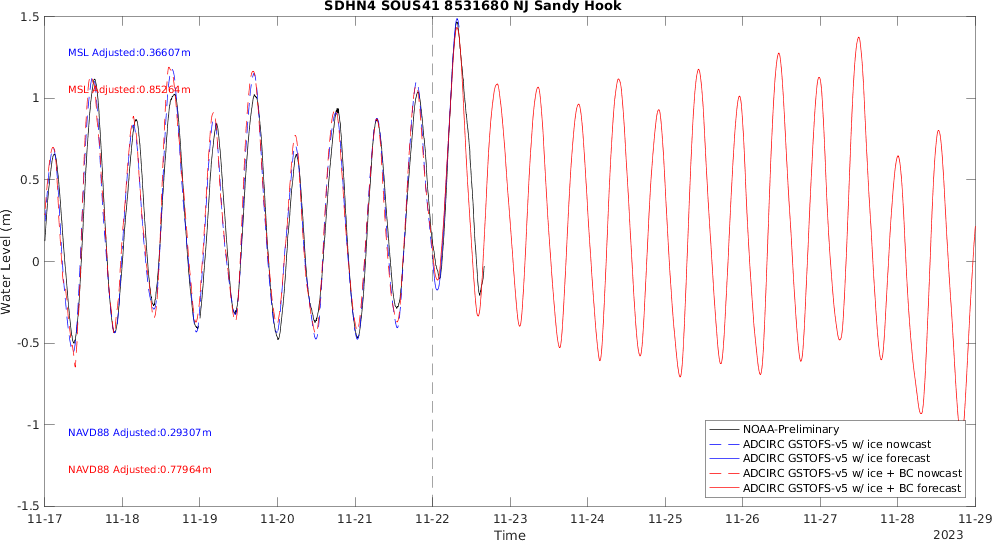 SDHN4 SOUS41 8531680 NJ Sandy Hook
1.5
1
0.5
0
-0.5
-1
-1.5
Water Level (m)
MSL Adjusted:0.36607m
MSL Adjusted:0.85264m
NAVD88 Adjusted:0.29307m
NAVD88 Adjusted:0.77964m
NOAA-Preliminary
ADCIRC GSTOFS-v5 w/ ice nowcast
ADCIRC GSTOFS-v5 w/ ice forecast
ADCIRC GSTOFS-v5 w/ ice + BC nowcast
ADCIRC GSTOFS-v5 w/ ice + BC forecast
11-17 11-18 11-19 11-20 11-21 11-22 11-23 11-24 11-25 11-26 11-27 11-28 11-29
Time
2023